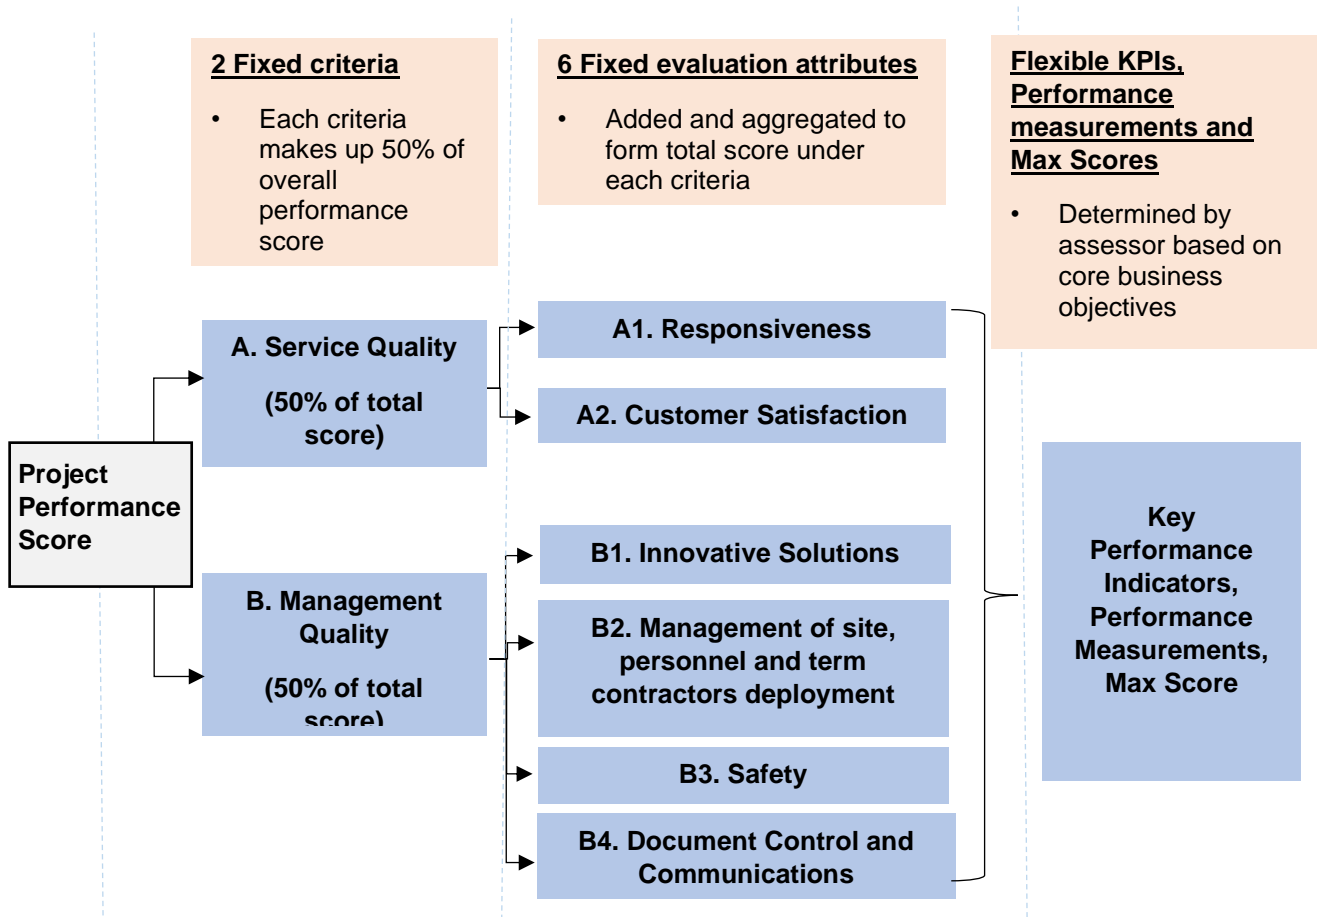 2 Fixed criteria
• Each criteria
makes up 50% of
overall
performance
score
6 Fixed evaluation attributes
• Added and aggregated to
form total score under
each criteria
Flexible KPIs,
Performance
measurements and
Max Scores
• Determined by
assessor based on
core business
objectives
Project
Performance
Score
A. Service Quality
(50% of total
score)
B. Management
Quality
(50% of total
score)
A1. Responsiveness
A2. Customer Satisfaction
B1. Innovative Solutions
B2. Management of site,
personnel and term
contractors deployment
B3. Safety
B4. Document Control and
Communications
Key
Performance
Indicators,
Performance
Measurements,
Max Score